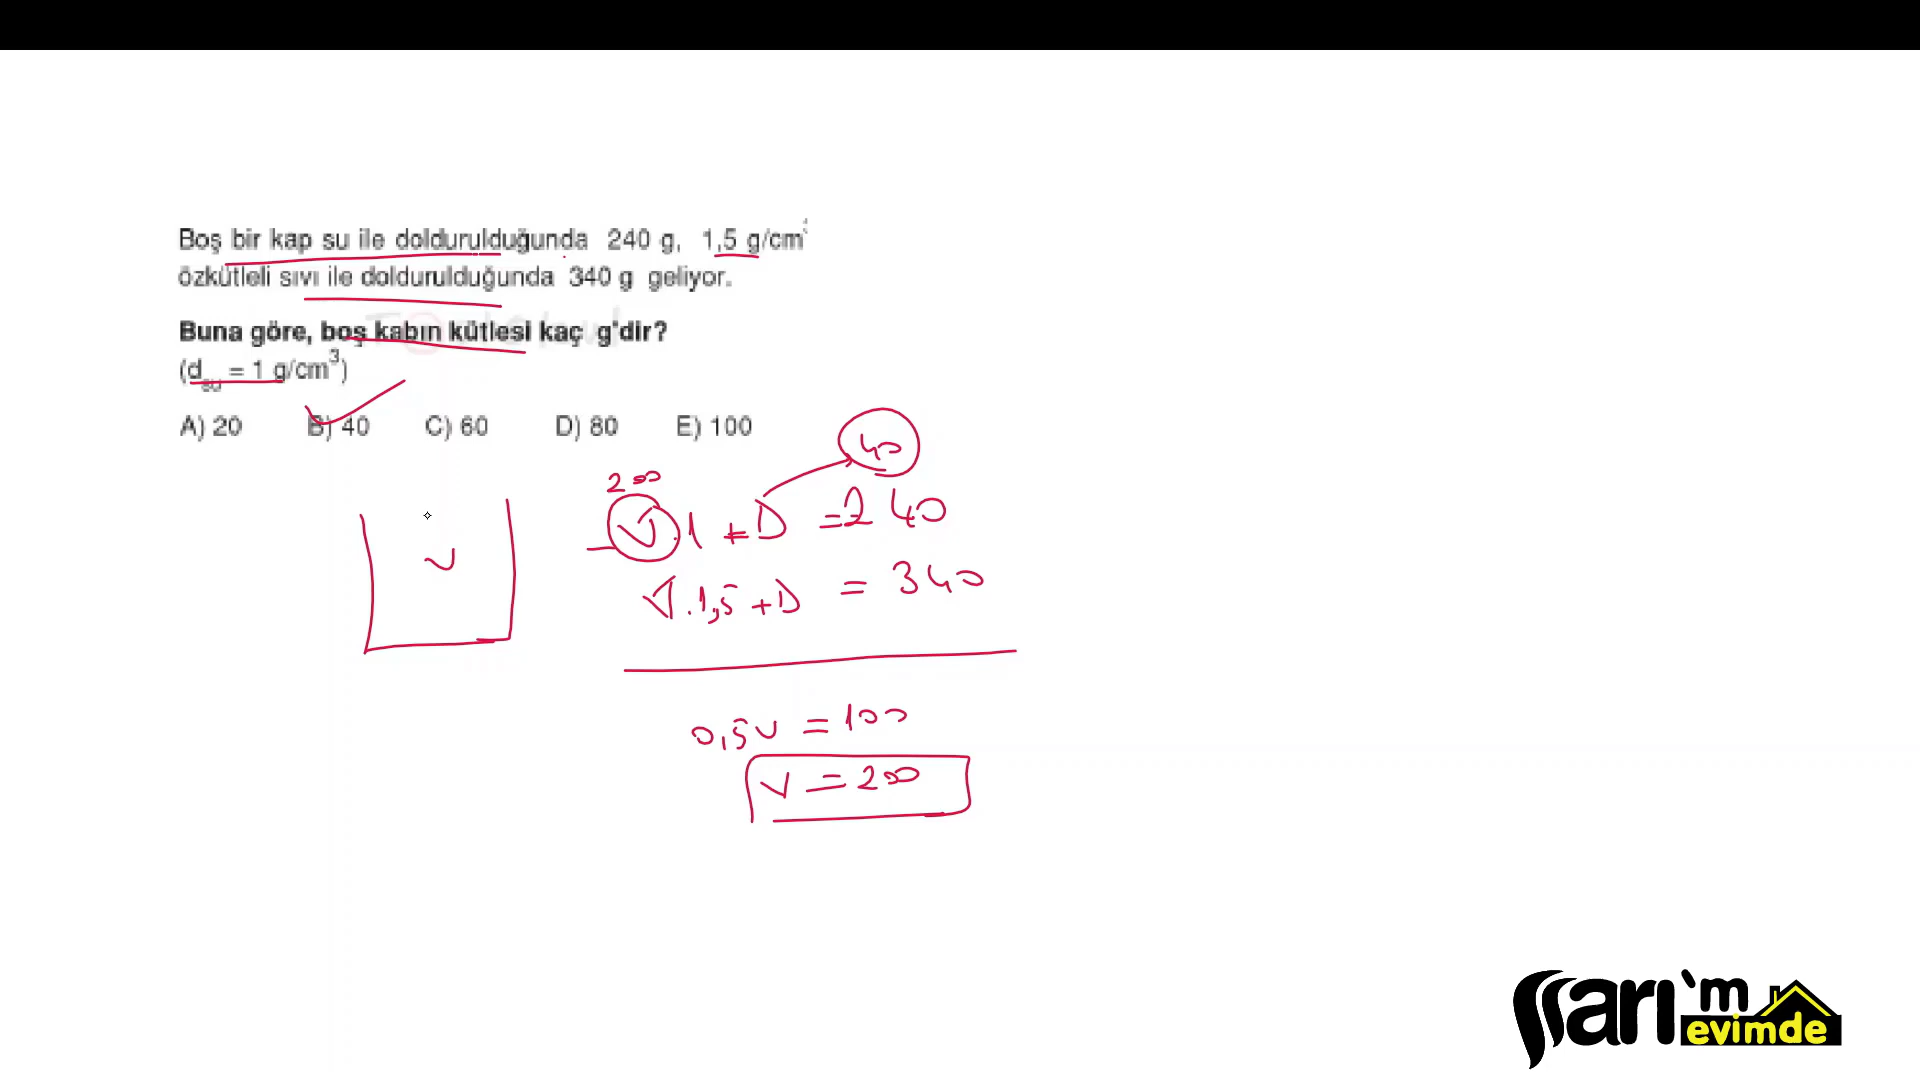 Boş bir kap su ile doldurulduğunda 240 g, 1,5 g/cm³
özkütleli sıvı ile doldurulduğunda 340 g geliyor.
Buna göre, boş kabın kütlesi kaç g'dir?
(dsu = 1 g/cm³)
A) 20 B) 40 C) 60 D) 80 E) 100
40
200
V.1 + D = 240
V
V.1,5 + D = 340
0,5V = 100
V = 200
Sarı'm
evimde